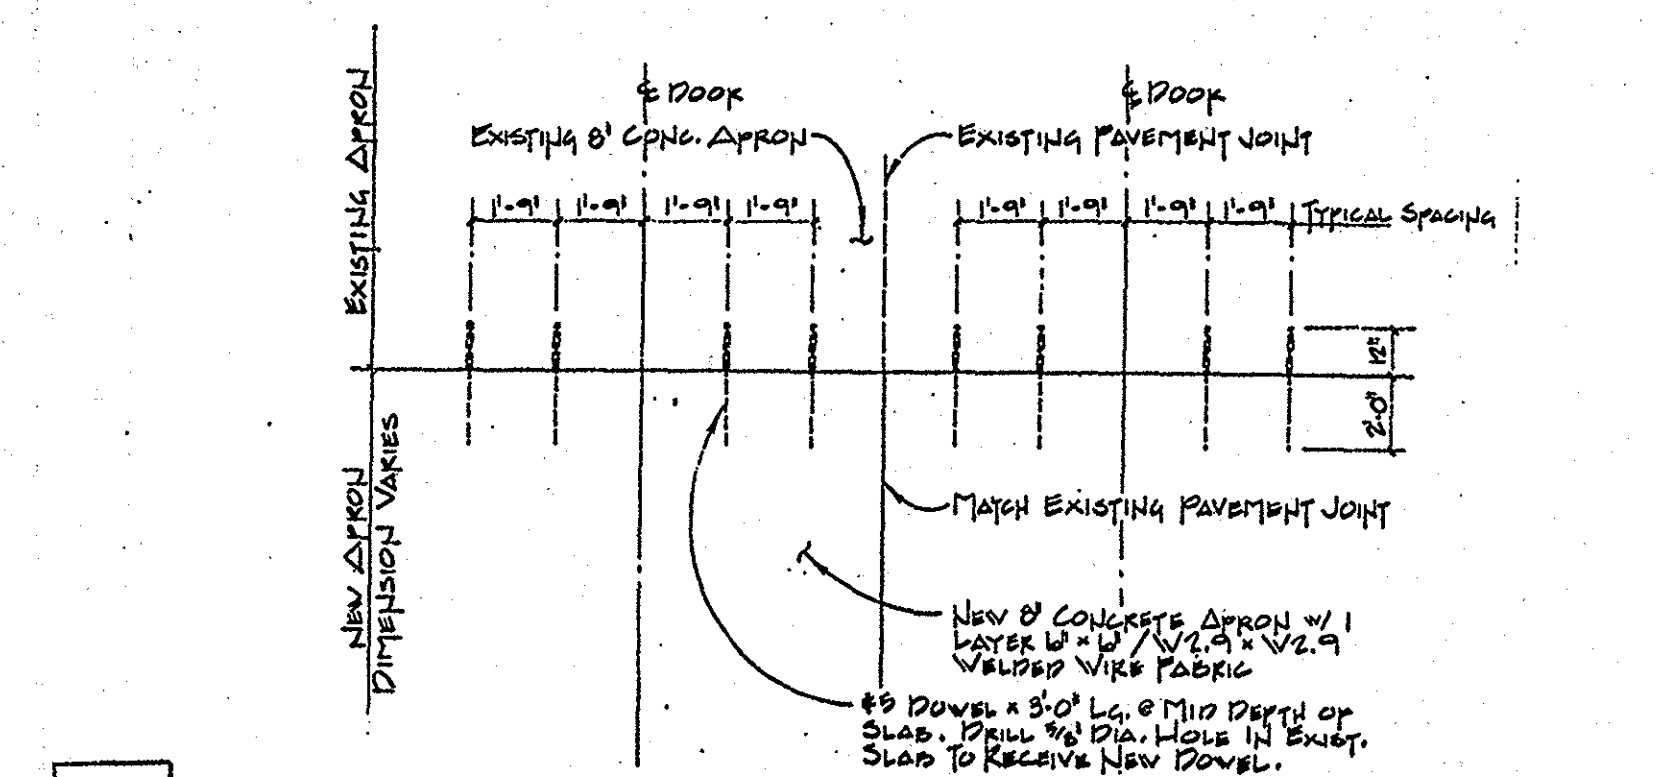 EXISTING APRON
NEW APRON
DIMENSION VARIES
℄ DOOR
℄ DOOR
EXISTING 8" CONC. APRON
EXISTING PAVEMENT JOINT
1'-9" 1'-9" 1'-9" 1'-9"
1'-9" 1'-9" 1'-9" 1'-9" TYPICAL SPACING
12"
2'-0"
MATCH EXISTING PAVEMENT JOINT
NEW 8" CONCRETE APRON W/ 1
LAYER 6" × 6" / W2.9 × W2.9
WELDED WIRE FABRIC
#5 DOWEL × 3'-0" LG. @ MID DEPTH OF
SLAB. DRILL 5/8" DIA. HOLE IN EXIST.
SLAB TO RECEIVE NEW DOWEL.